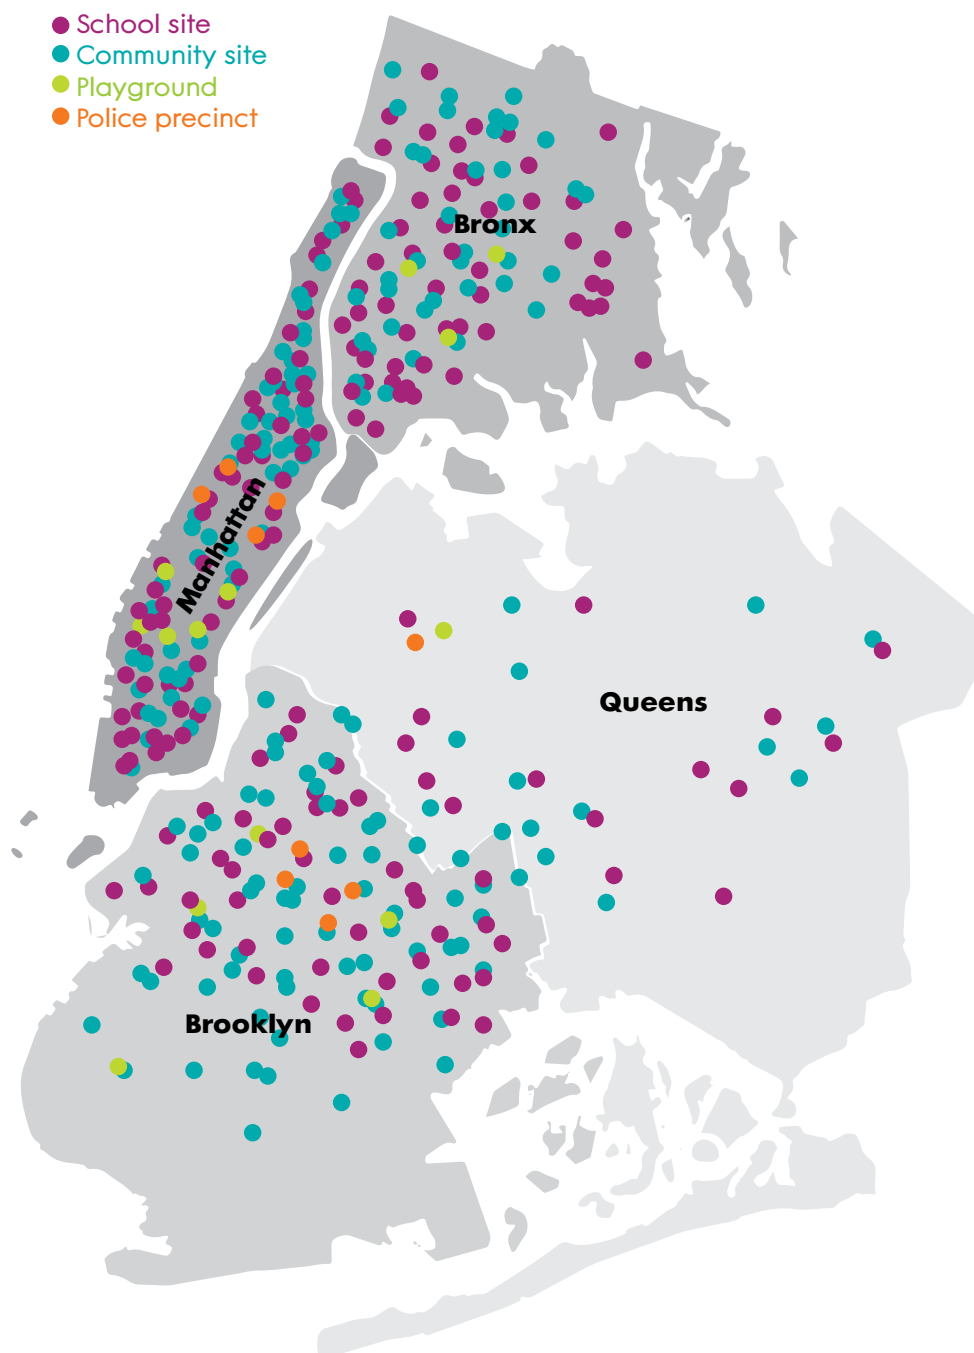 School site
Community site
Playground
Police precinct
Bronx
Manhattan
Queens
Brooklyn